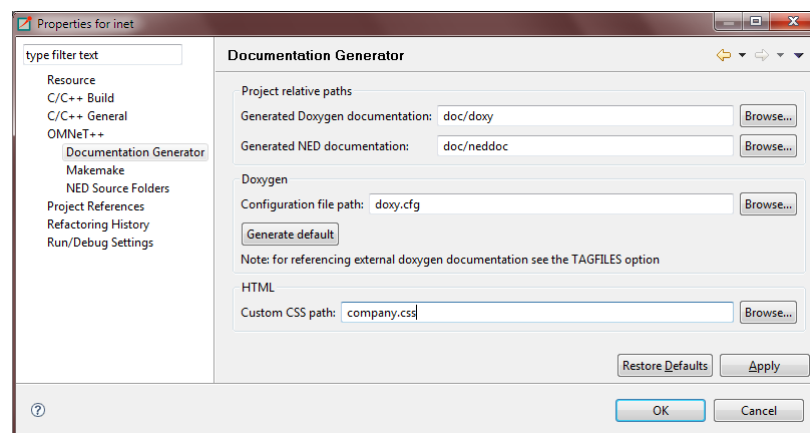 Properties for inet
type filter text
Resource
C/C++ Build
C/C++ General
OMNeT++
Documentation Generator
Makemake
NED Source Folders
Project References
Refactoring History
Run/Debug Settings
Documentation Generator
Project relative paths
Generated Doxygen documentation: doc/doxy Browse...
Generated NED documentation: doc/neddoc Browse...
Doxygen
Configuration file path: doxy.cfg Browse...
Generate default
Note: for referencing external doxygen documentation see the TAGFILES option
HTML
Custom CSS path: company.css Browse...
Restore Defaults Apply
? OK Cancel